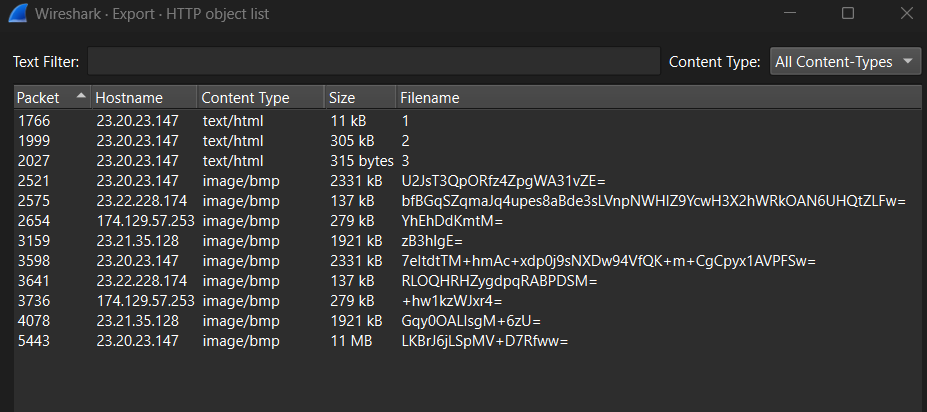 Wireshark · Export · HTTP object list
Text Filter: Content Type: All Content-Types
Packet Hostname Content Type Size Filename
1766 23.20.23.147 text/html 11 kB 1
1999 23.20.23.147 text/html 305 kB 2
2027 23.20.23.147 text/html 315 bytes 3
2521 23.20.23.147 image/bmp 2331 kB U2JsT3QpORfz4ZpgWA31vZE=
2575 23.22.228.174 image/bmp 137 kB bfBGqSZqmaJq4upes8aBde3sLVnpNWHIZ9YcwH3X2hWRkOAN6UHQtZLFw=
2654 174.129.57.253 image/bmp 279 kB YhEhDdKmtM=
3159 23.21.35.128 image/bmp 1921 kB zB3hIgE=
3598 23.20.23.147 image/bmp 2331 kB 7eItdtTM+hmAc+xdp0j9sNXDw94VfQK+m+CgCpyx1AVPFSw=
3641 23.22.228.174 image/bmp 137 kB RLOQHRHZygdpqRABPDSM=
3736 174.129.57.253 image/bmp 279 kB +hw1kzWJxr4=
4078 23.21.35.128 image/bmp 1921 kB Gqy0OALIsgM+6zU=
5443 23.20.23.147 image/bmp 11 MB LKBrJ6jLSpMV+D7Rfww=